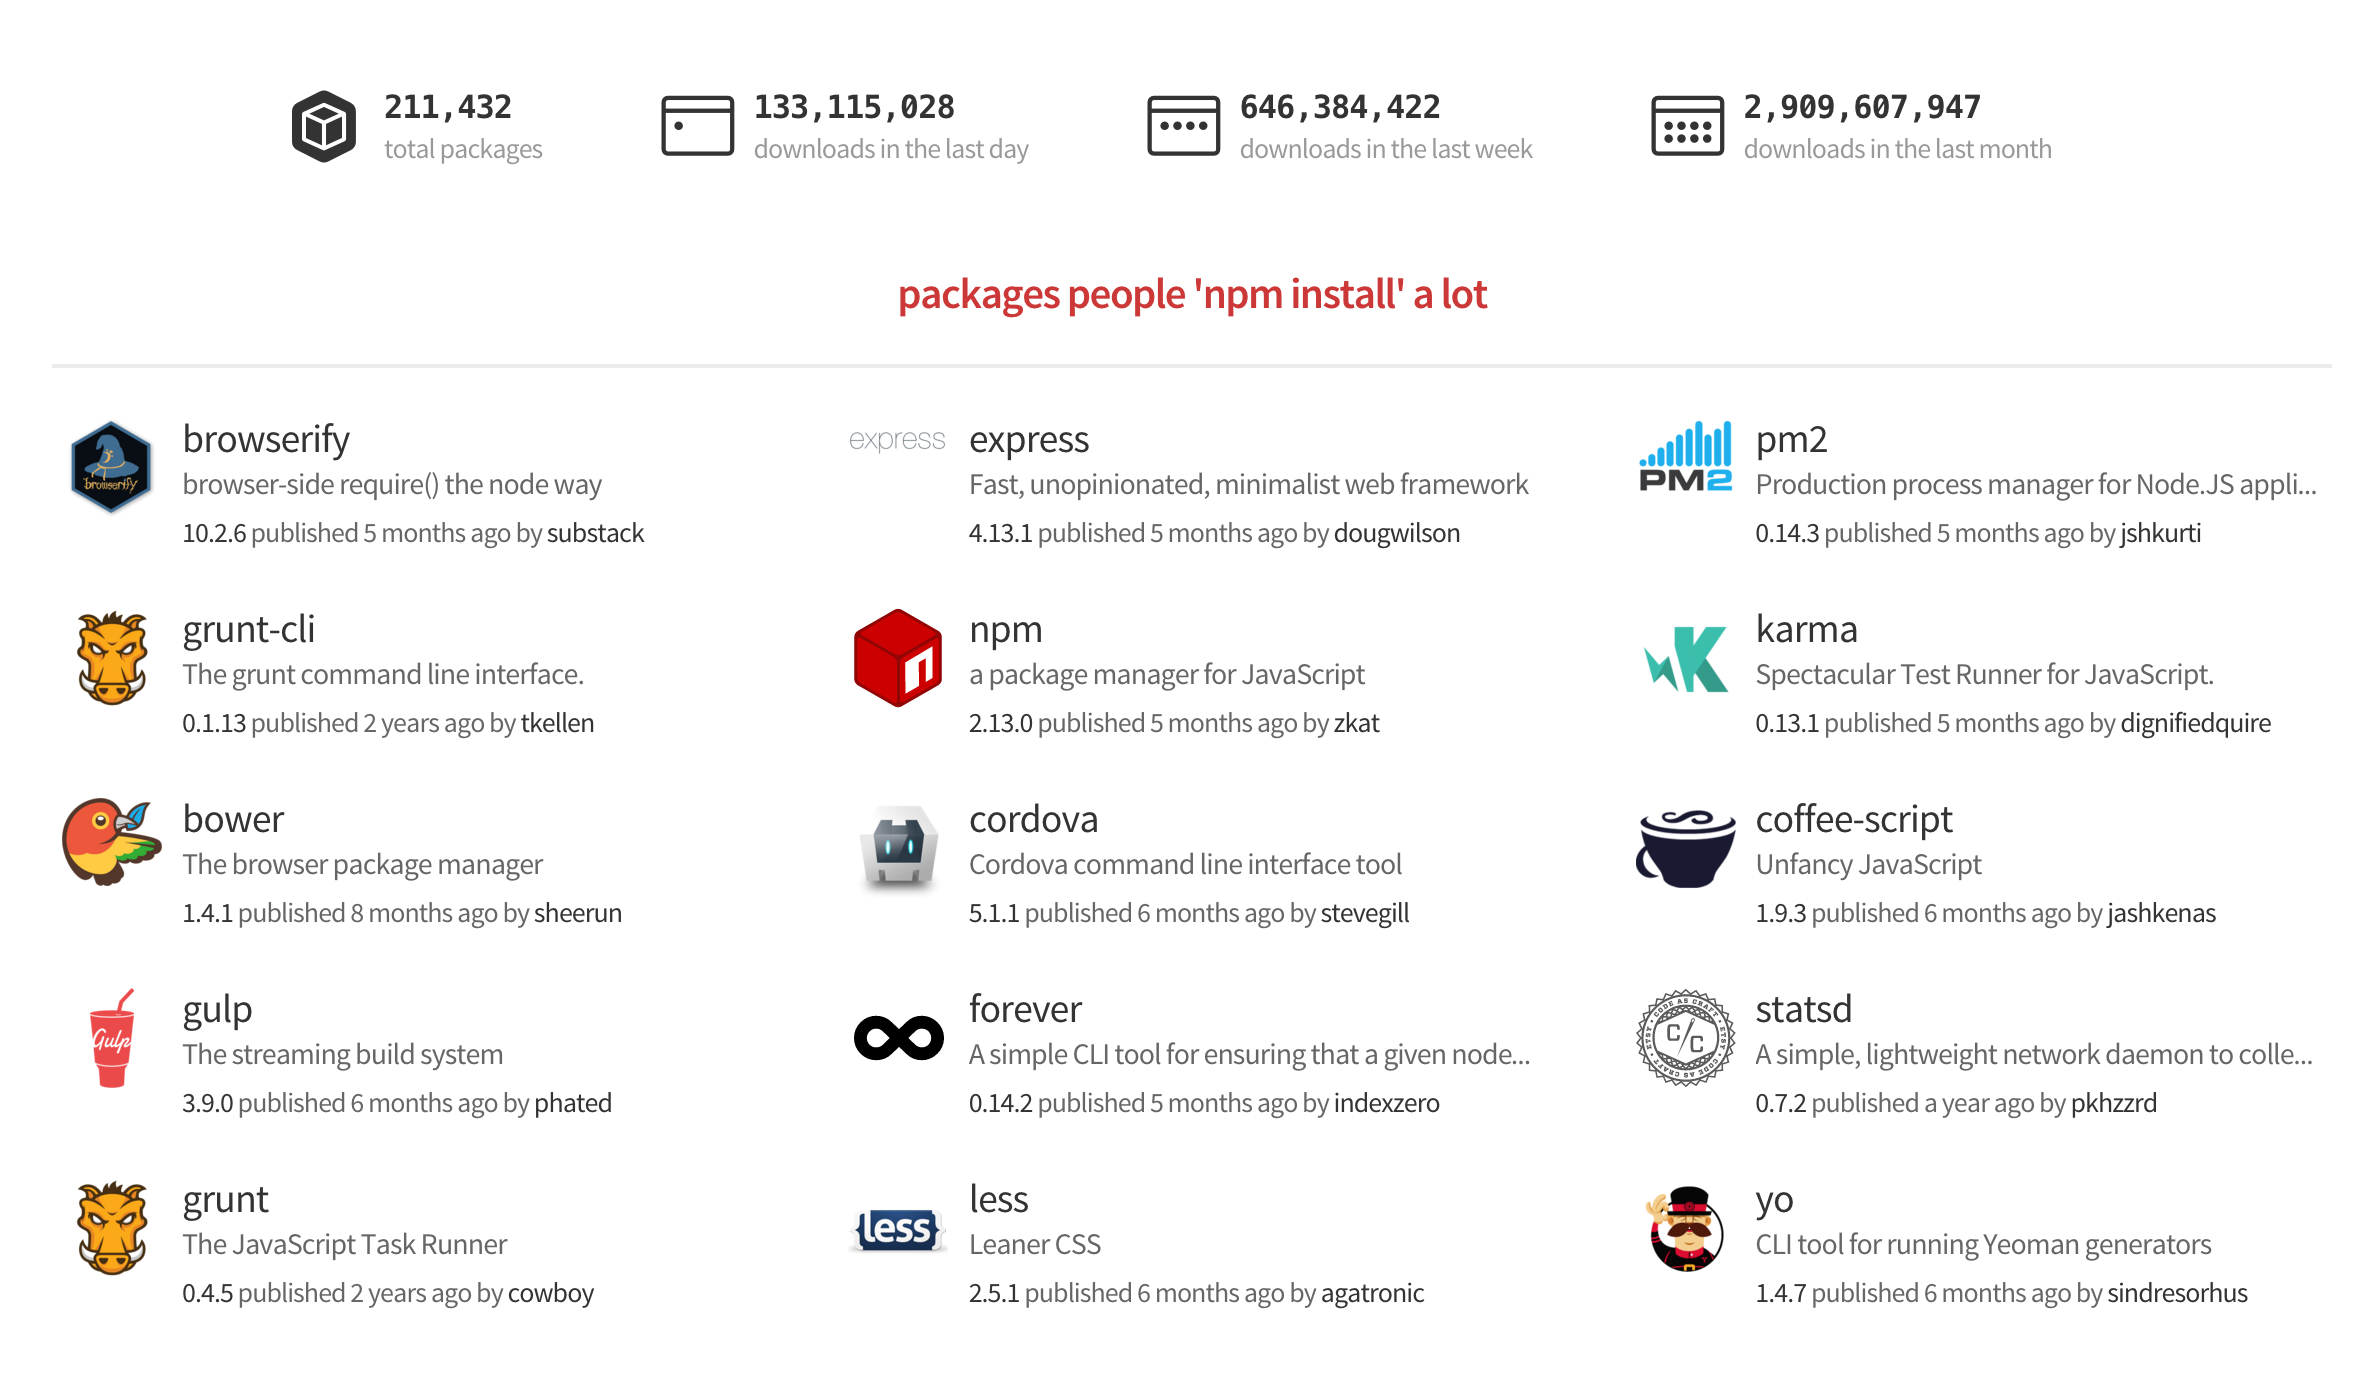 211,432
total packages
133,115,028
downloads in the last day
646,384,422
downloads in the last week
2,909,607,947
downloads in the last month
packages people 'npm install' a lot
browserify
browserify
browser-side require() the node way
10.2.6 published 5 months ago by substack
express
express
Fast, unopinionated, minimalist web framework
4.13.1 published 5 months ago by dougwilson
PM2
pm2
Production process manager for Node.JS appli...
0.14.3 published 5 months ago by jshkurti
grunt-cli
The grunt command line interface.
0.1.13 published 2 years ago by tkellen
n
npm
a package manager for JavaScript
2.13.0 published 5 months ago by zkat
K
karma
Spectacular Test Runner for JavaScript.
0.13.1 published 5 months ago by dignifiedquire
bower
The browser package manager
1.4.1 published 8 months ago by sheerun
cordova
Cordova command line interface tool
5.1.1 published 6 months ago by stevegill
coffee-script
Unfancy JavaScript
1.9.3 published 6 months ago by jashkenas
Gulp
gulp
The streaming build system
3.9.0 published 6 months ago by phated
forever
A simple CLI tool for ensuring that a given node...
0.14.2 published 5 months ago by indexzero
CODE AS CRAFT • ETSY • CODE AS CRAFT • ETSY •
C/C
statsd
A simple, lightweight network daemon to colle...
0.7.2 published a year ago by pkhzzrd
grunt
The JavaScript Task Runner
0.4.5 published 2 years ago by cowboy
{less}
less
Leaner CSS
2.5.1 published 6 months ago by agatronic
yo
CLI tool for running Yeoman generators
1.4.7 published 6 months ago by sindresorhus